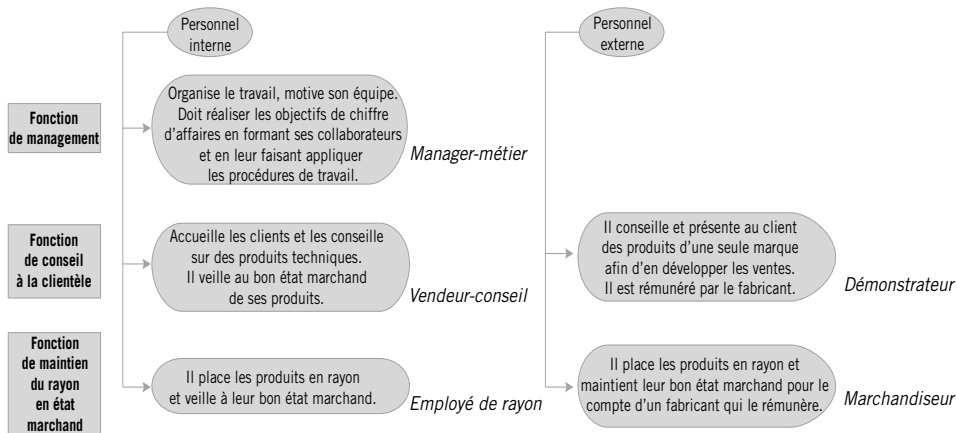 Personnel
interne
Personnel
externe
Fonction
de management
Organise le travail, motive son équipe.
Doit réaliser les objectifs de chiffre
d'affaires en formant ses collaborateurs
et en leur faisant appliquer
les procédures de travail.
Manager-métier
Fonction
de conseil
à la clientèle
Accueille les clients et les conseille
sur des produits techniques.
Il veille au bon état marchand
de ses produits.
Vendeur-conseil
Il conseille et présente au client
des produits d'une seule marque
afin d'en développer les ventes.
Il est rémunéré par le fabricant.
Démonstrateur
Fonction
de maintien
du rayon
en état
marchand
Il place les produits en rayon
et veille à leur bon état marchand.
Employé de rayon
Il place les produits en rayon et
maintient leur bon état marchand pour le
compte d'un fabricant qui le rémunère.
Marchandiseur